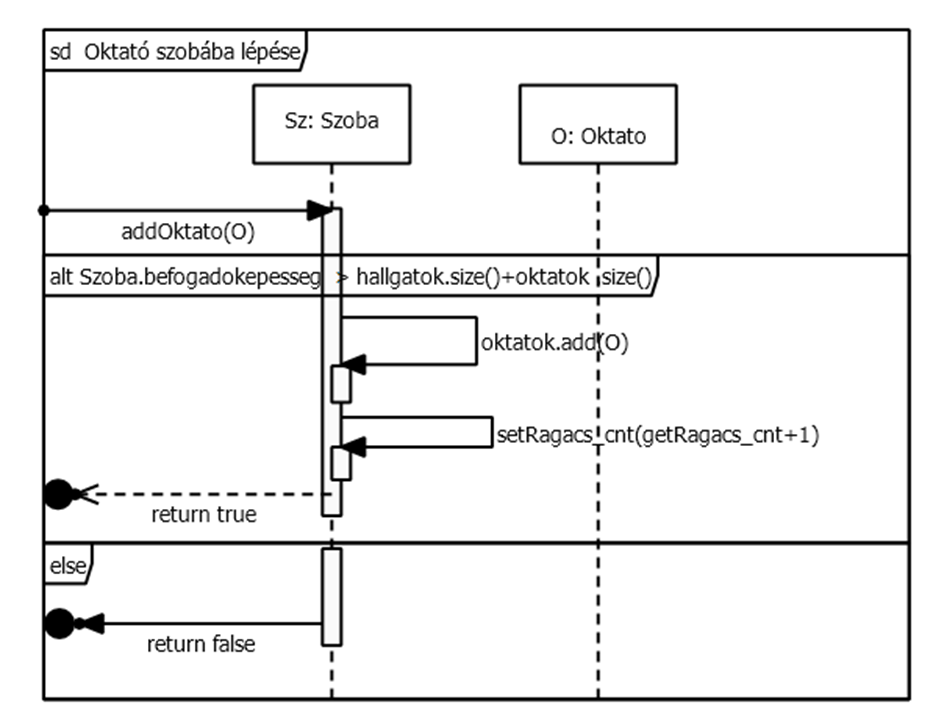 sd Oktató szobába lépése
Sz: Szoba
O: Oktato
addOktato(O)
alt Szoba.befogadokepesseg > hallgatok.size()+oktatok size()
oktatok.add(O)
setRagacs_cnt(getRagacs_cnt+1)
return true
else
return false